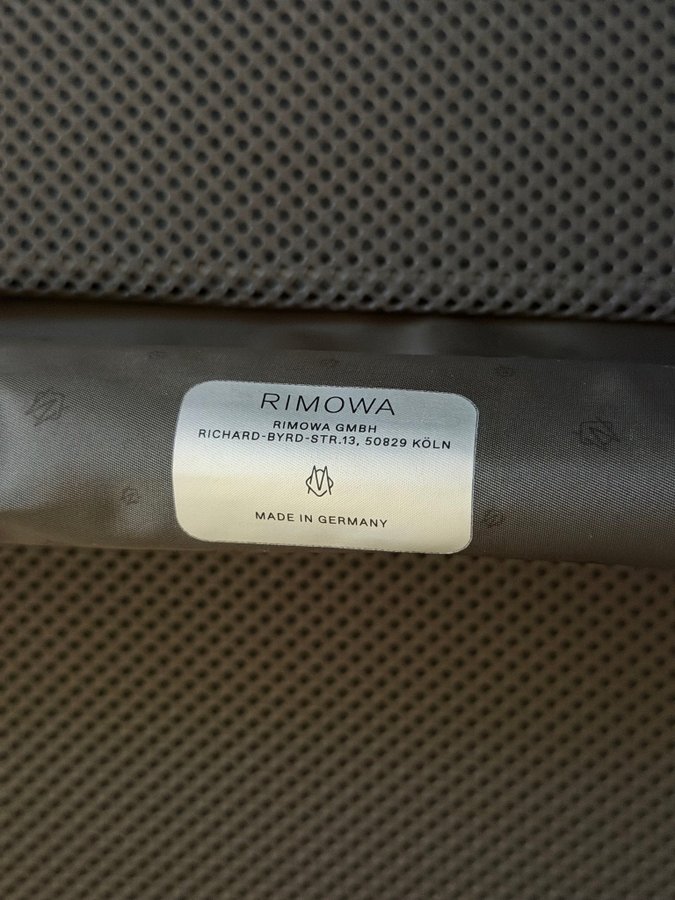 RIMOWA
RIMOWA GMBH
RICHARD-BYRD-STR.13, 50829 KÖLN
MADE IN GERMANY